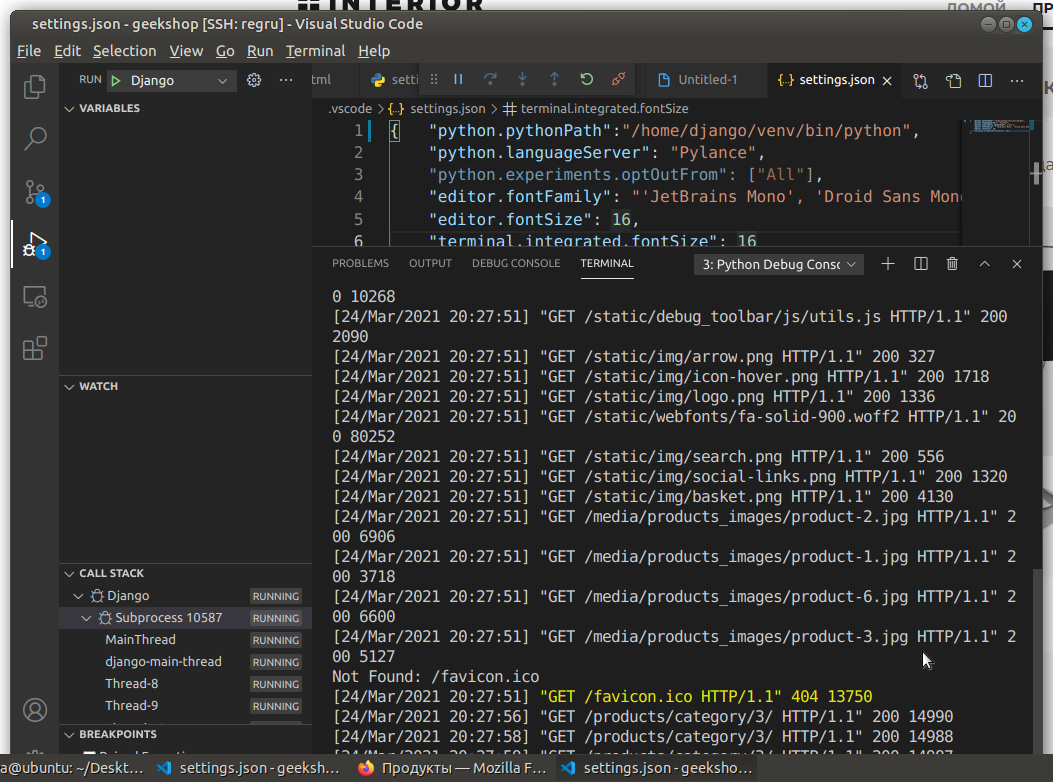 INTERIOR
ДОМОЙ
settings.json - geekshop [SSH: regru] - Visual Studio Code
File Edit Selection View Go Run Terminal Help
RUN Django
tml setti Untitled-1 {..} settings.json
VARIABLES
.vscode > {..} settings.json > terminal.integrated.fontSize
1 { "python.pythonPath":"/home/django/venv/bin/python",
2 "python.languageServer": "Pylance",
3 "python.experiments.optOutFrom": ["All"],
4 "editor.fontFamily": "'JetBrains Mono', 'Droid Sans Mon
5 "editor.fontSize": 16,
6 "terminal.integrated.fontSize": 16
1
1
PROBLEMS OUTPUT DEBUG CONSOLE TERMINAL 3: Python Debug Consc
0 10268
[24/Mar/2021 20:27:51] "GET /static/debug_toolbar/js/utils.js HTTP/1.1" 200
2090
[24/Mar/2021 20:27:51] "GET /static/img/arrow.png HTTP/1.1" 200 327
[24/Mar/2021 20:27:51] "GET /static/img/icon-hover.png HTTP/1.1" 200 1718
[24/Mar/2021 20:27:51] "GET /static/img/logo.png HTTP/1.1" 200 1336
[24/Mar/2021 20:27:51] "GET /static/webfonts/fa-solid-900.woff2 HTTP/1.1" 20
0 80252
[24/Mar/2021 20:27:51] "GET /static/img/search.png HTTP/1.1" 200 556
[24/Mar/2021 20:27:51] "GET /static/img/social-links.png HTTP/1.1" 200 1320
[24/Mar/2021 20:27:51] "GET /static/img/basket.png HTTP/1.1" 200 4130
[24/Mar/2021 20:27:51] "GET /media/products_images/product-2.jpg HTTP/1.1" 2
00 6906
[24/Mar/2021 20:27:51] "GET /media/products_images/product-1.jpg HTTP/1.1" 2
00 3718
[24/Mar/2021 20:27:51] "GET /media/products_images/product-6.jpg HTTP/1.1" 2
00 6600
[24/Mar/2021 20:27:51] "GET /media/products_images/product-3.jpg HTTP/1.1" 2
00 5127
Not Found: /favicon.ico
[24/Mar/2021 20:27:51] "GET /favicon.ico HTTP/1.1" 404 13750
[24/Mar/2021 20:27:56] "GET /products/category/3/ HTTP/1.1" 200 14990
[24/Mar/2021 20:27:58] "GET /products/category/3/ HTTP/1.1" 200 14988
WATCH
CALL STACK
Django RUNNING
Subprocess 10587 RUNNING
MainThread RUNNING
django-main-thread RUNNING
Thread-8 RUNNING
Thread-9 RUNNING
BREAKPOINTS
a@ubuntu: ~/Deskt... settings.json - geeksh... Продукты — Mozilla F... settings.json - geeksho...